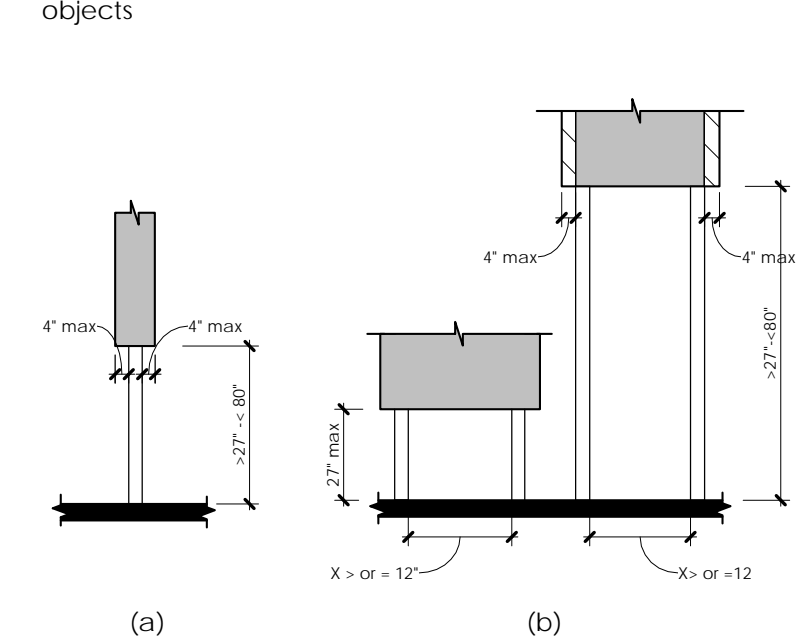 objects
4" max
4" max
>27" -< 80"
(a)
4" max
4" max
>27"-<80"
27" max
X > or = 12"
X> or =12
(b)